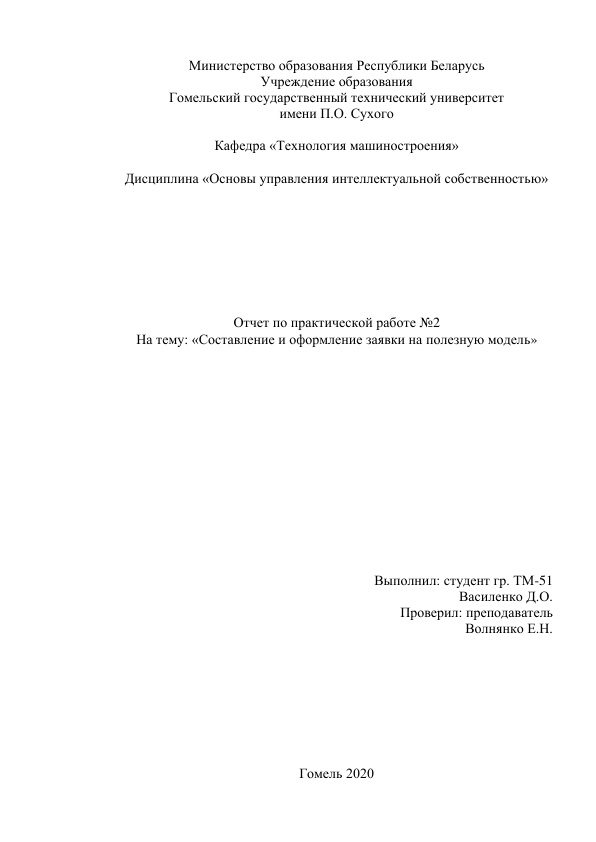 Министерство образования Республики Беларусь
Учреждение образования
Гомельский государственный технический университет
имени П.О. Сухого
Кафедра «Технология машиностроения»
Дисциплина «Основы управления интеллектуальной собственностью»
Отчет по практической работе №2
На тему: «Составление и оформление заявки на полезную модель»
Выполнил: студент гр. ТМ-51
Василенко Д.О.
Проверил: преподаватель
Волнянко Е.Н.
Гомель 2020